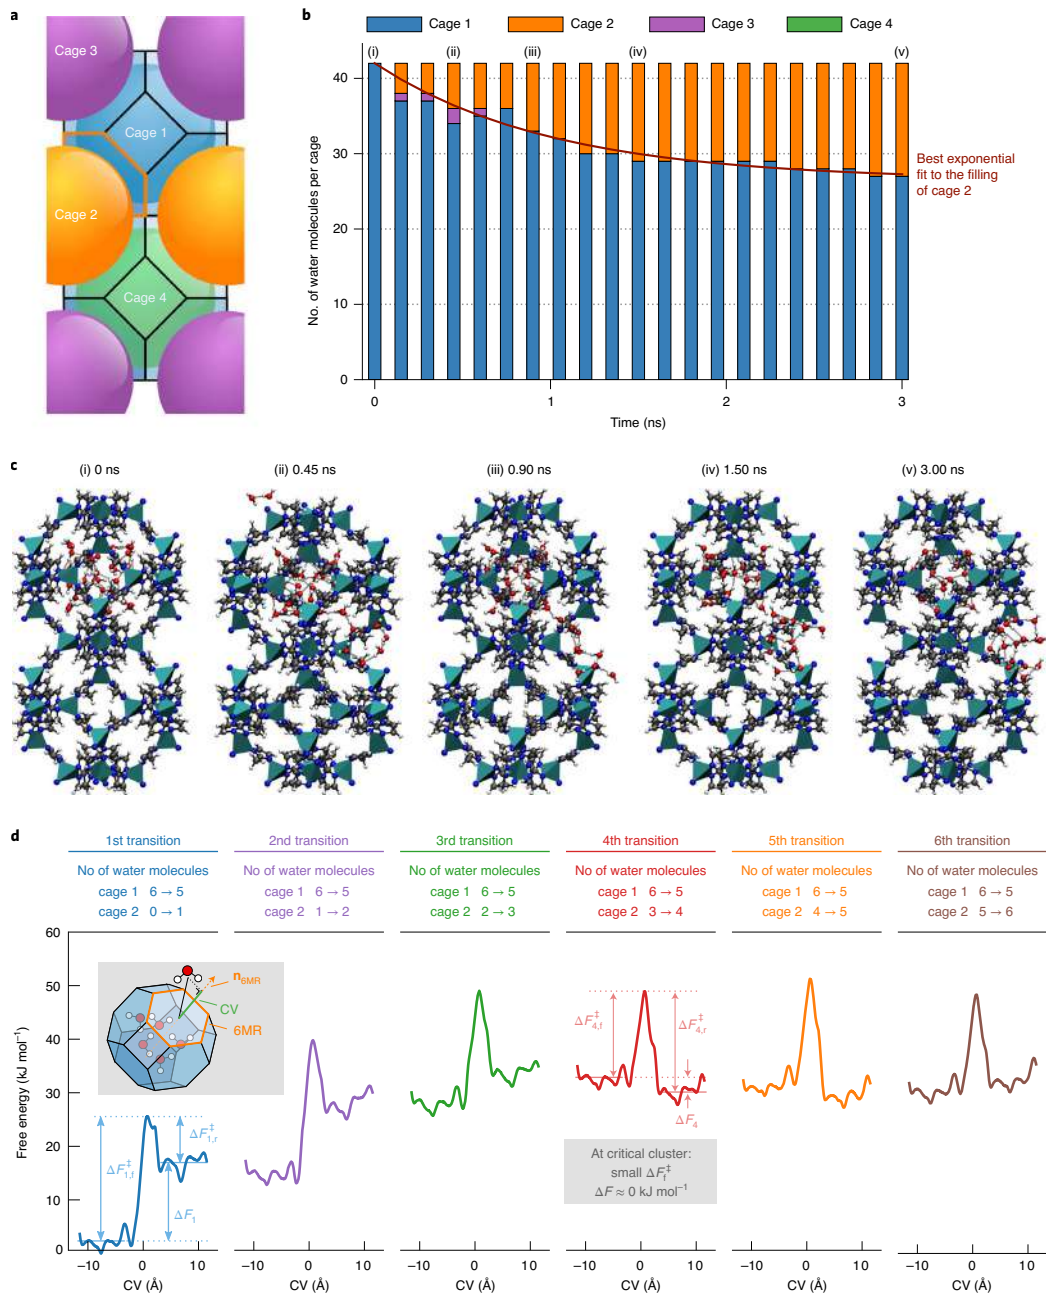 a
Cage 3
Cage 1
Cage 2
Cage 4
b
Cage 1
Cage 2
Cage 3
Cage 4
(i)
(ii)
(iii)
(iv)
(v)
No. of water molecules per cage
40
30
20
10
0
0
1
2
3
Time (ns)
Best exponential
fit to the filling
of cage 2
c
(i) 0 ns
(ii) 0.45 ns
(iii) 0.90 ns
(iv) 1.50 ns
(v) 3.00 ns
d
1st transition
No of water molecules
cage 1 6 → 5
cage 2 0 → 1
2nd transition
No of water molecules
cage 1 6 → 5
cage 2 1 → 2
3rd transition
No of water molecules
cage 1 6 → 5
cage 2 2 → 3
4th transition
No of water molecules
cage 1 6 → 5
cage 2 3 → 4
5th transition
No of water molecules
cage 1 6 → 5
cage 2 4 → 5
6th transition
No of water molecules
cage 1 6 → 5
cage 2 5 → 6
Free energy (kJ mol⁻¹)
60
50
40
30
20
10
0
n6MR
CV
6MR
ΔF‡1,f
ΔF‡1,r
ΔF1
ΔF‡4,f
ΔF‡4,r
ΔF4
At critical cluster:
small ΔF‡f
ΔF ≈ 0 kJ mol⁻¹
−10 0 10
−10 0 10
−10 0 10
−10 0 10
−10 0 10
−10 0 10
CV (Å)
CV (Å)
CV (Å)
CV (Å)
CV (Å)
CV (Å)